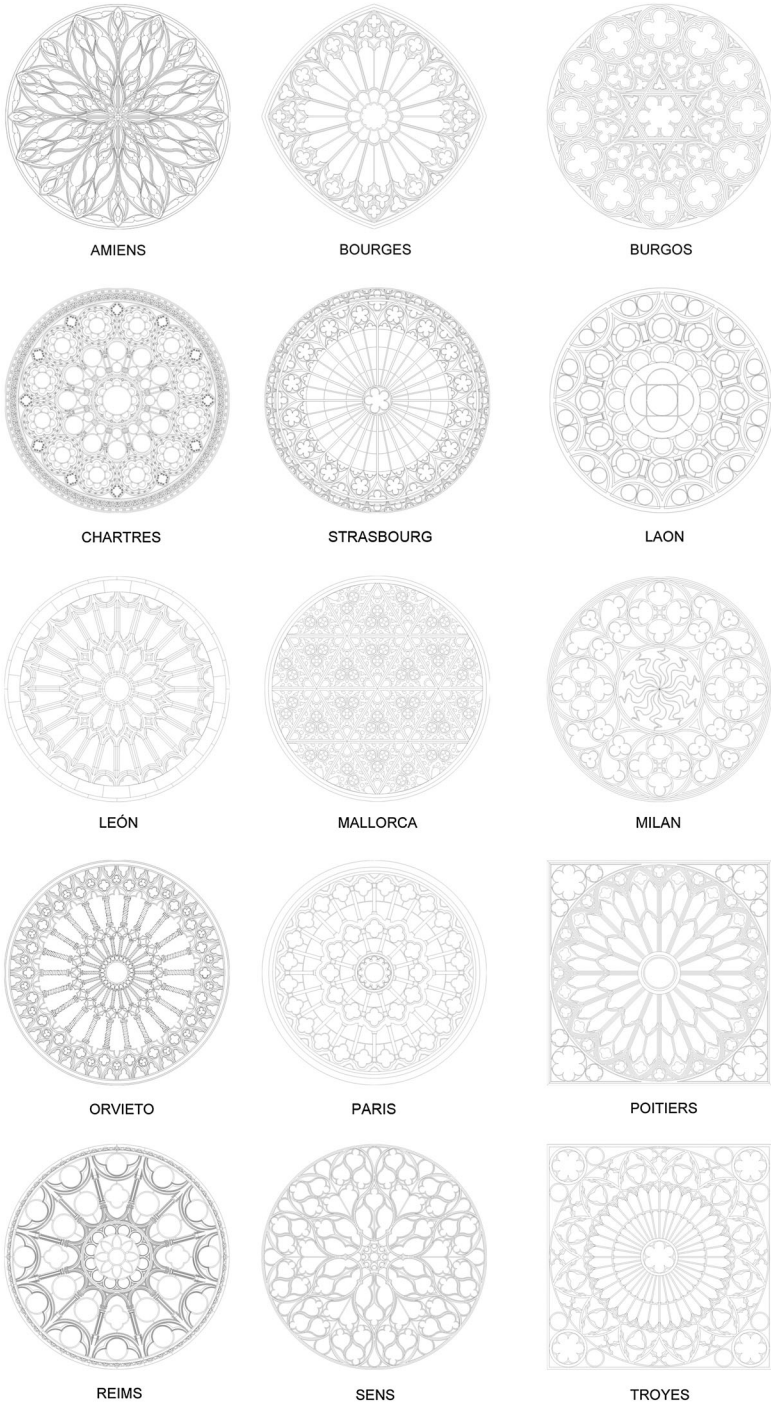 AMIENS
BOURGES
BURGOS
CHARTRES
STRASBOURG
LAON
LEÓN
MALLORCA
MILAN
ORVIETO
PARIS
POITIERS
REIMS
SENS
TROYES